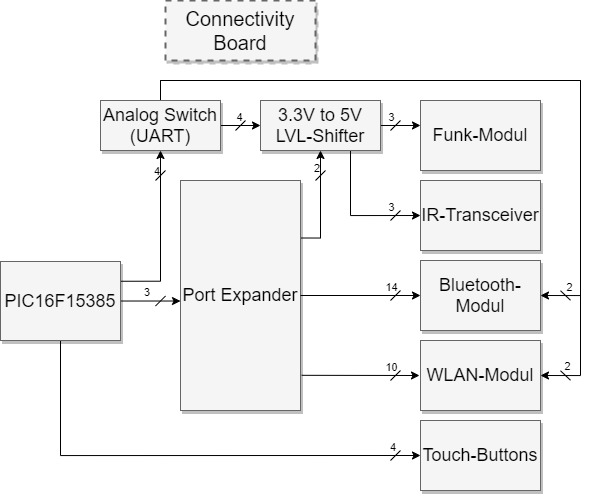 Connectivity
Board
Analog Switch
(UART)
4
3.3V to 5V
LVL-Shifter
3
Funk-Modul
4
2
3
IR-Transceiver
PIC16F15385
3
Port Expander
14
Bluetooth-
Modul
2
10
WLAN-Modul
2
4
Touch-Buttons